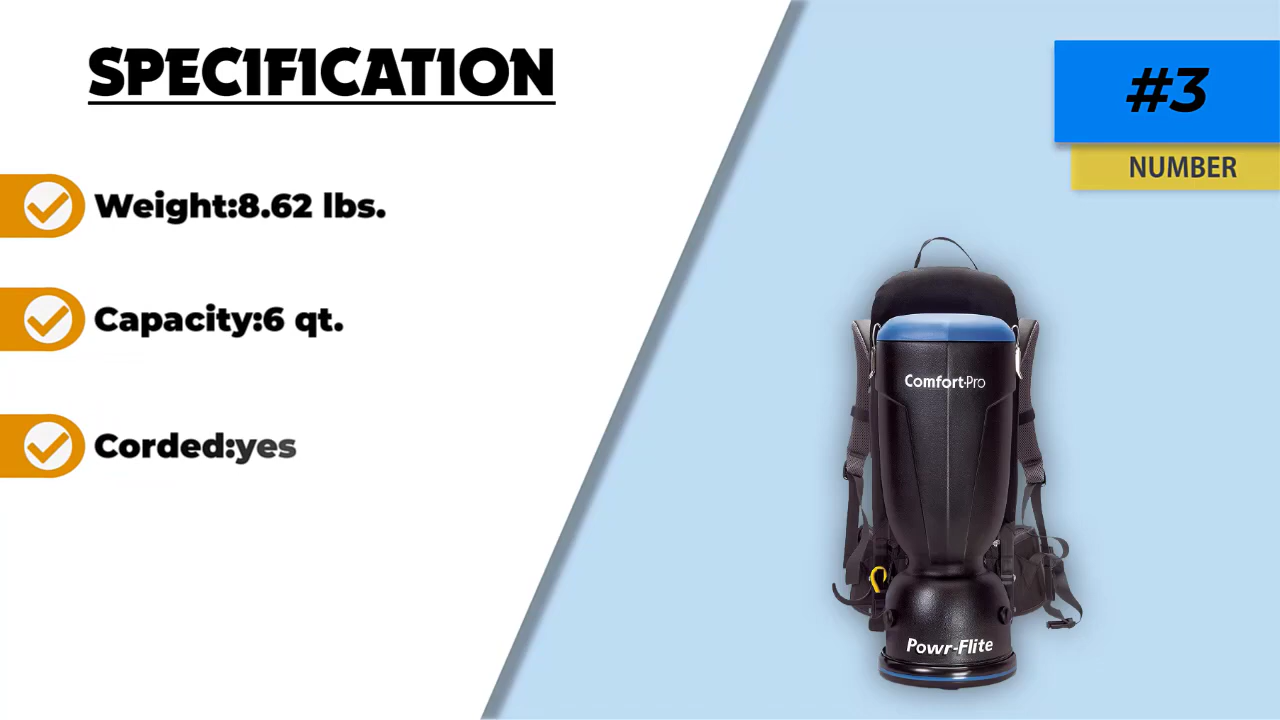 SPECIFICATION
#3
NUMBER
Weight:8.62 lbs.
Capacity:6 qt.
Corded:yes
Comfort·Pro
Powr-Flite